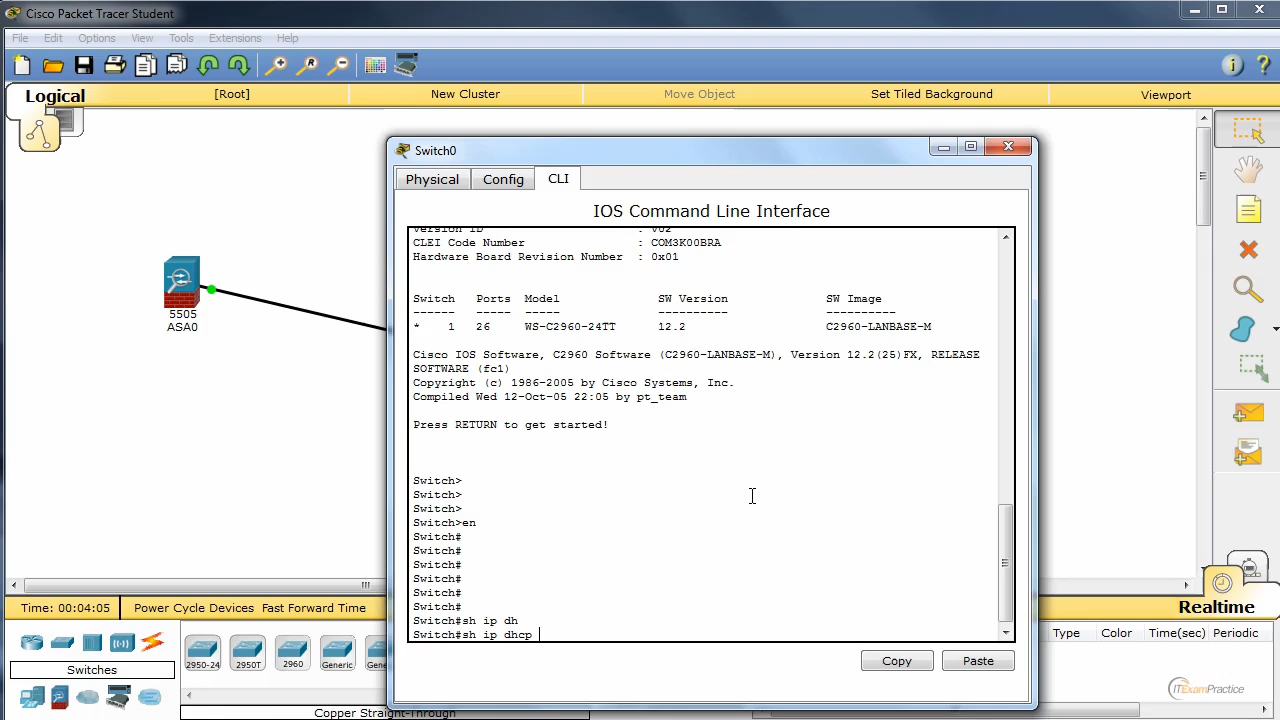 Cisco Packet Tracer Student
File Edit Options View Tools Extensions Help
Logical [Root] New Cluster Move Object Set Tiled Background Viewport
Switch0
Physical Config CLI
IOS Command Line Interface
Version ID : V02
CLEI Code Number : COM3K00BRA
Hardware Board Revision Number : 0x01
Switch Ports Model SW Version SW Image
------ ----- ----- ---------- ----------
* 1 26 WS-C2960-24TT 12.2 C2960-LANBASE-M
Cisco IOS Software, C2960 Software (C2960-LANBASE-M), Version 12.2(25)FX, RELEASE
SOFTWARE (fc1)
Copyright (c) 1986-2005 by Cisco Systems, Inc.
Compiled Wed 12-Oct-05 22:05 by pt_team
Press RETURN to get started!
Switch>
Switch>
Switch>
Switch>en
Switch#
Switch#
Switch#
Switch#
Switch#
Switch#
Switch#sh ip dh
Switch#sh ip dhcp
Copy Paste
5505
ASA0
Time: 00:04:05 Power Cycle Devices Fast Forward Time
Realtime
Switches
2950-24 2950T 2960 Generic
Copper Straight-Through
Type Color Time(sec) Periodic
ITExamPractice